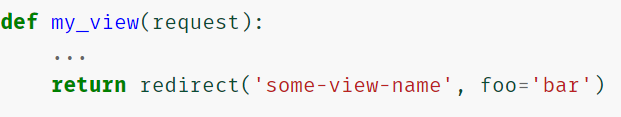 def my_view(request):
    ...
    return redirect('some-view-name', foo='bar')